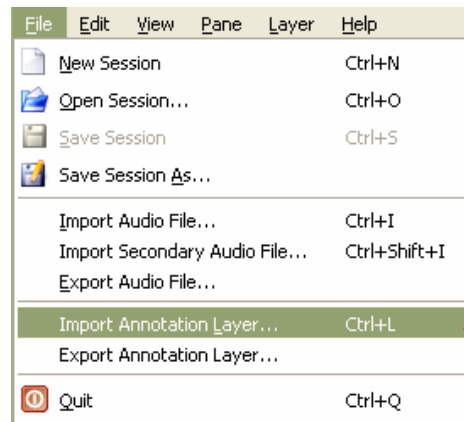 File Edit View Pane Layer Help
New Session Ctrl+N
Open Session... Ctrl+O
Save Session Ctrl+S
Save Session As...
Import Audio File... Ctrl+I
Import Secondary Audio File... Ctrl+Shift+I
Export Audio File...
Import Annotation Layer... Ctrl+L
Export Annotation Layer...
Quit Ctrl+Q